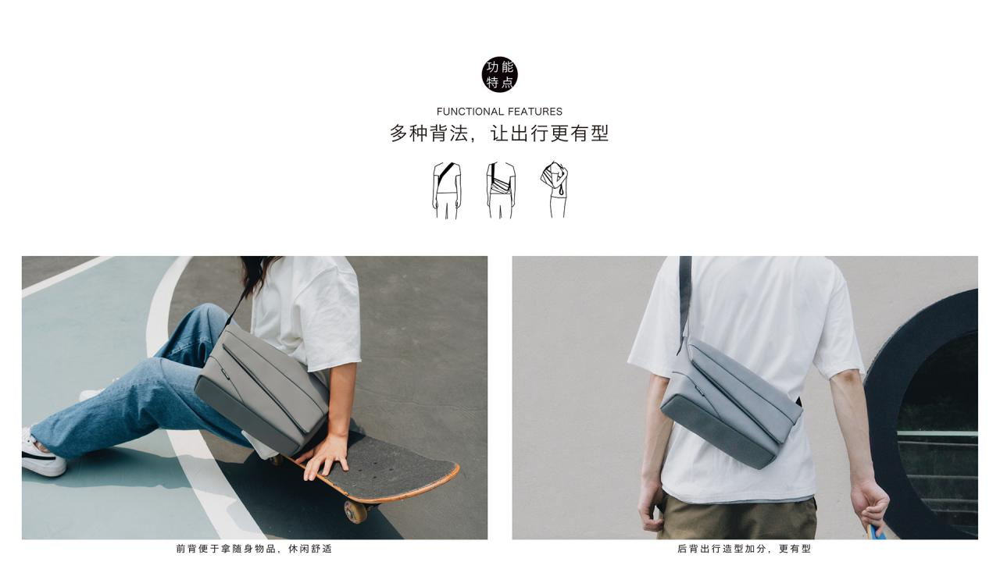 功能
特点
FUNCTIONAL FEATURES
多种背法，让出行更有型
前背便于拿随身物品，休闲舒适
后背出行造型加分，更有型